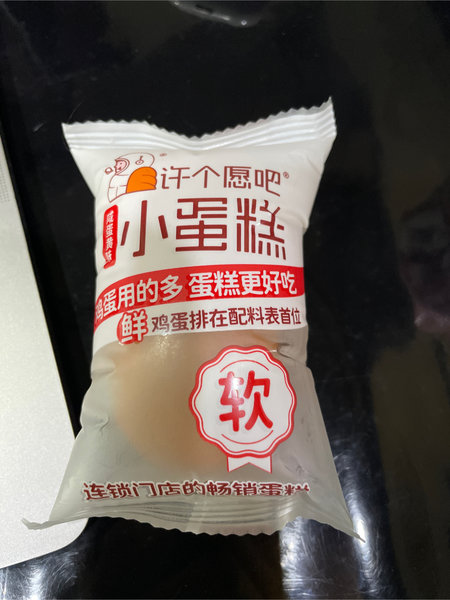 许个愿吧®
咸蛋黄味
小蛋糕
鸡蛋用的多 蛋糕更好吃
鲜 鸡蛋排在配料表首位
软
连锁门店的畅销蛋糕